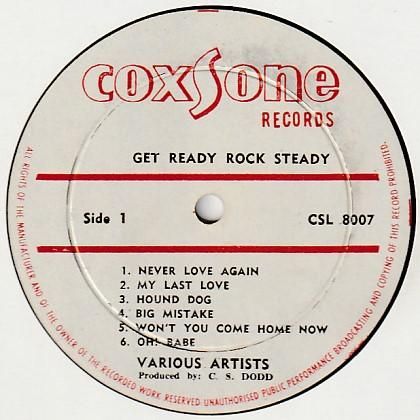 coxSone
RECORDS
GET READY ROCK STEADY
Side 1
CSL 8007
1. NEVER LOVE AGAIN
2. MY LAST LOVE
3. HOUND DOG
4. BIG MISTAKE
5. WON'T YOU COME HOME NOW
6. OH! BABE
VARIOUS ARTISTS
Produced by: C. S. DODD
ALL RIGHTS OF THE MANUFACTURER AND OF THE OWNER OF THE RECORDED WORK RESERVED UNAUTHORISED PUBLIC PERFORMANCE BROADCASTING AND COPYING OF THIS RECORD PROHIBITED.